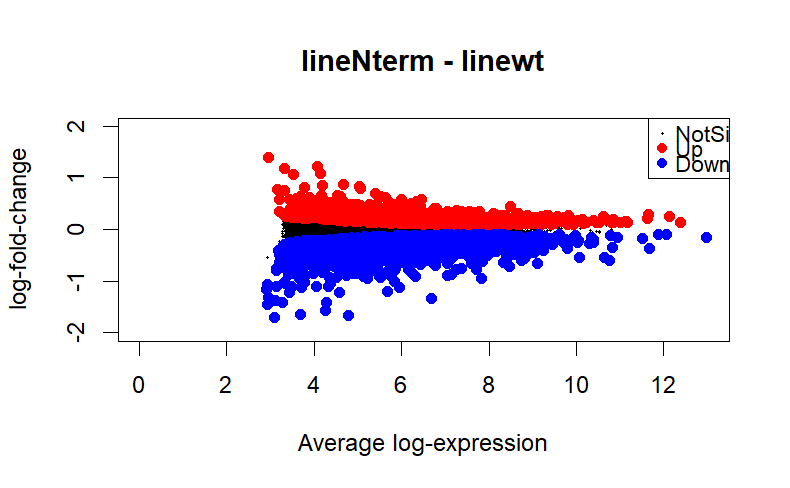 lineNterm - linewt
log-fold-change
2
1
0
-1
-2
NotSi
Up
Down
0 2 4 6 8 10 12
Average log-expression